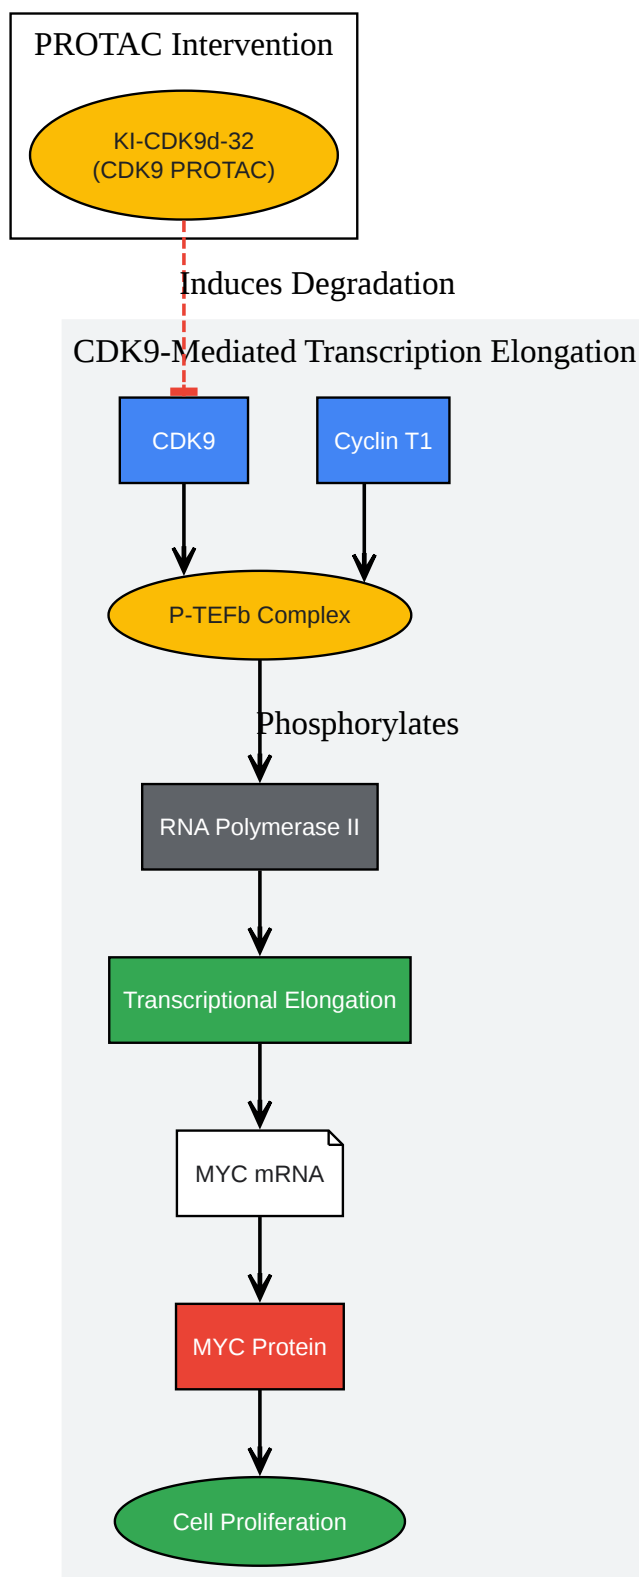 PROTAC Intervention
KI-CDK9d-32
(CDK9 PROTAC)
Induces Degradation
CDK9-Mediated Transcription Elongation
CDK9
Cyclin T1
P-TEFb Complex
Phosphorylates
RNA Polymerase II
Transcriptional Elongation
MYC mRNA
MYC Protein
Cell Proliferation